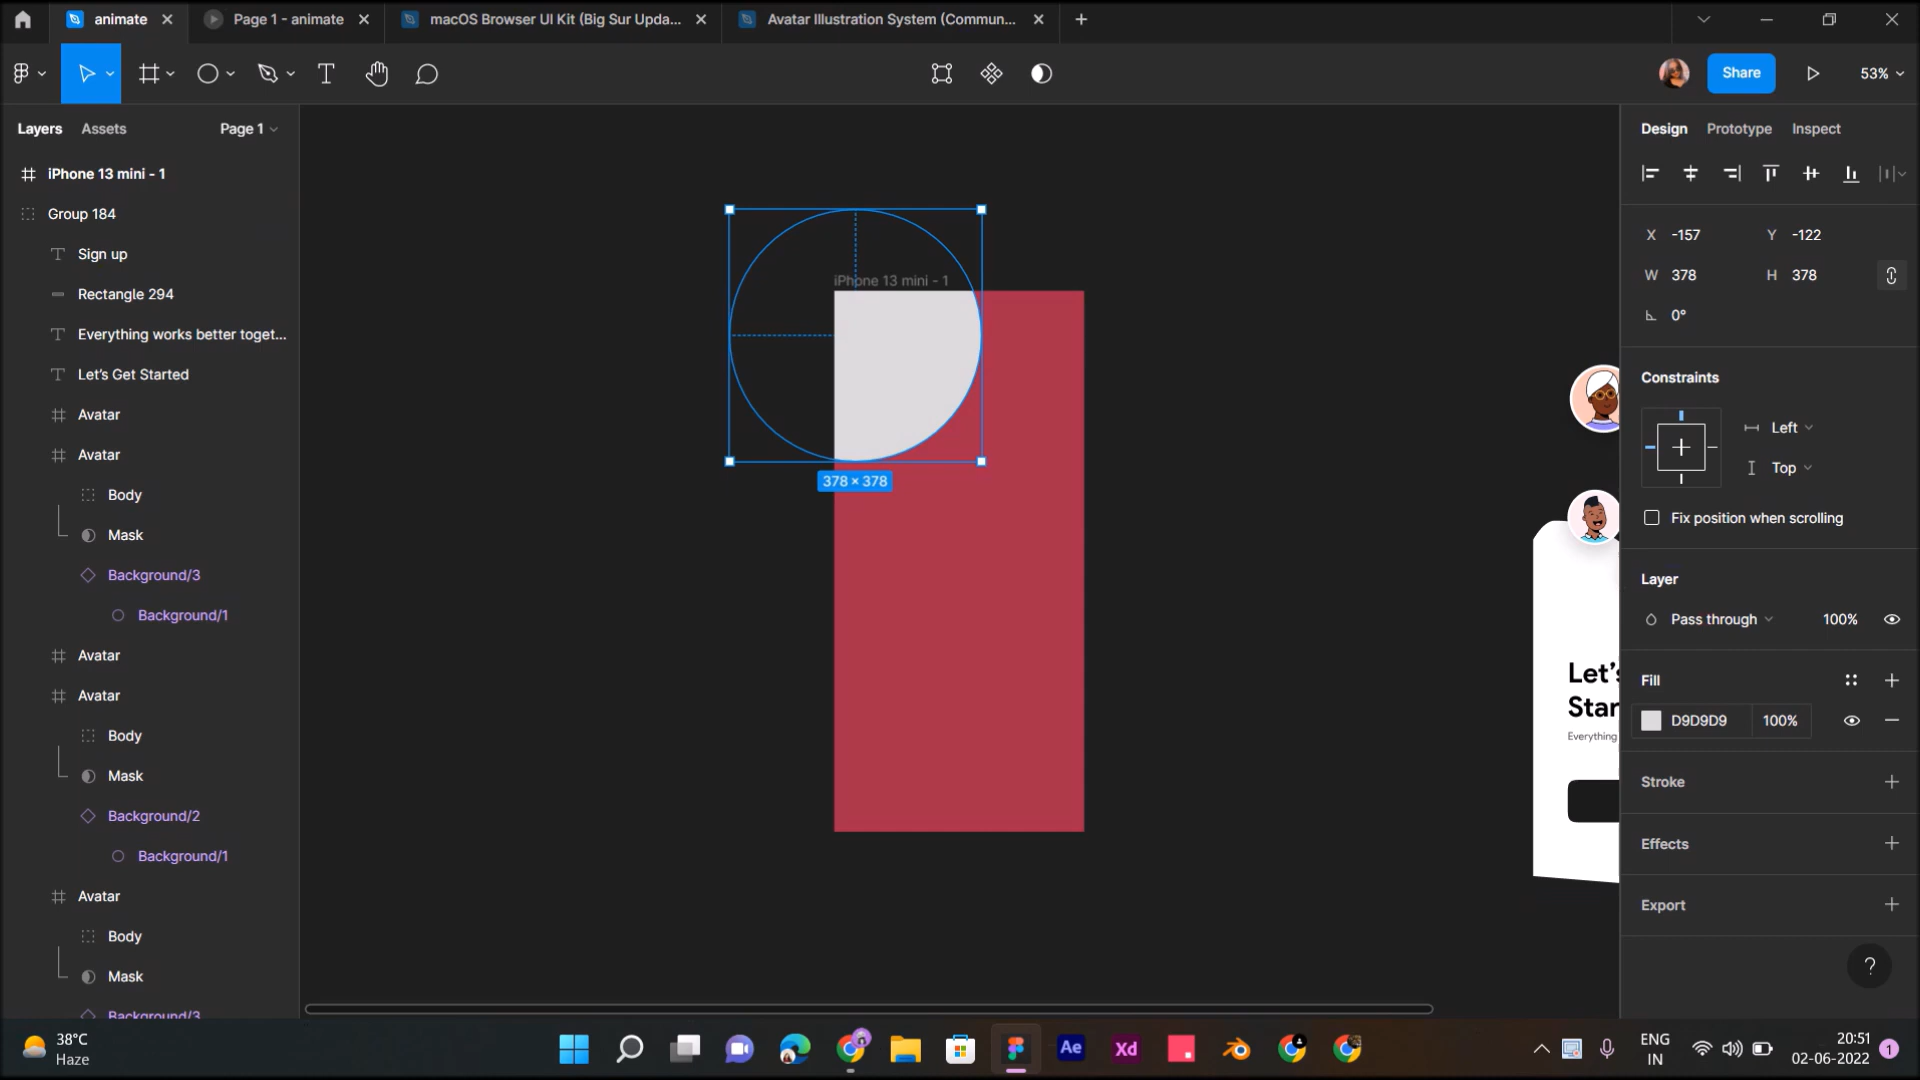 animate
Page 1 - animate
macOS Browser UI Kit (Big Sur Upda...
Avatar Illustration System (Commun...
Share
53%
Layers
Assets
Page 1
Design
Prototype
Inspect
iPhone 13 mini - 1
Group 184
Sign up
Rectangle 294
Everything works better toget...
Let's Get Started
Avatar
Avatar
Body
Mask
Background/3
Background/1
Avatar
Avatar
Body
Mask
Background/2
Background/1
Avatar
Body
Mask
Background/3
iPhone 13 mini - 1
378 × 378
Let's
Star
Everything
X -157
Y -122
W 378
H 378
0°
Constraints
Left
Top
Fix position when scrolling
Layer
Pass through
100%
Fill
D9D9D9
100%
Stroke
Effects
Export
?
38°C
Haze
Ae
Xd
ENG
IN
20:51
02-06-2022
1